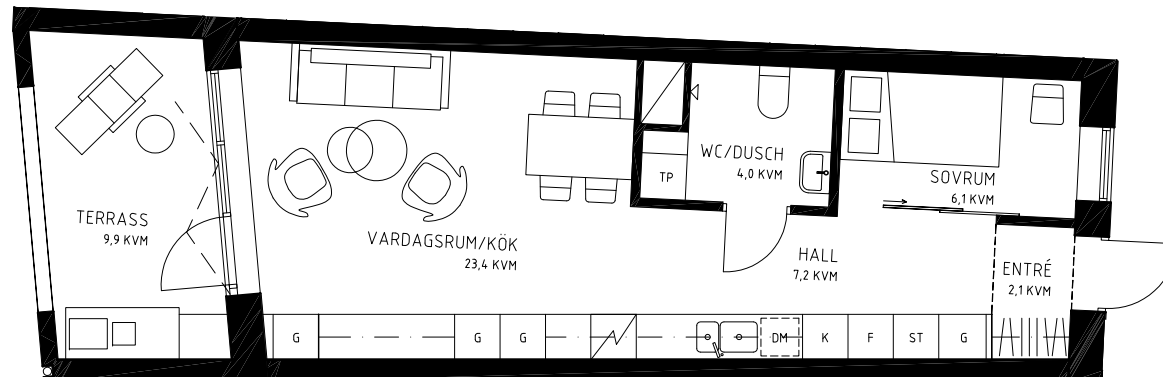 TERRASS
9,9 KVM
VARDAGSRUM/KÖK
23,4 KVM
TP
WC/DUSCH
4,0 KVM
SOVRUM
6,1 KVM
HALL
7,2 KVM
ENTRÉ
2,1 KVM
G
G
G
DM
K
F
ST
G